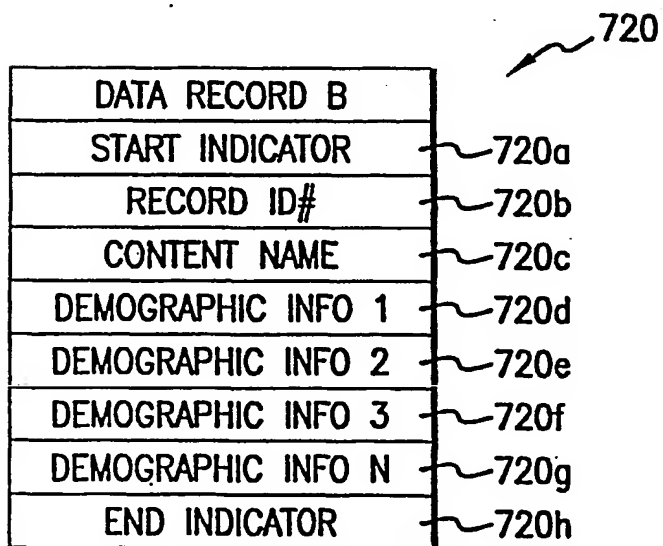 720
DATA RECORD B
START INDICATOR 720a
RECORD ID# 720b
CONTENT NAME 720c
DEMOGRAPHIC INFO 1 720d
DEMOGRAPHIC INFO 2 720e
DEMOGRAPHIC INFO 3 720f
DEMOGRAPHIC INFO N 720g
END INDICATOR 720h